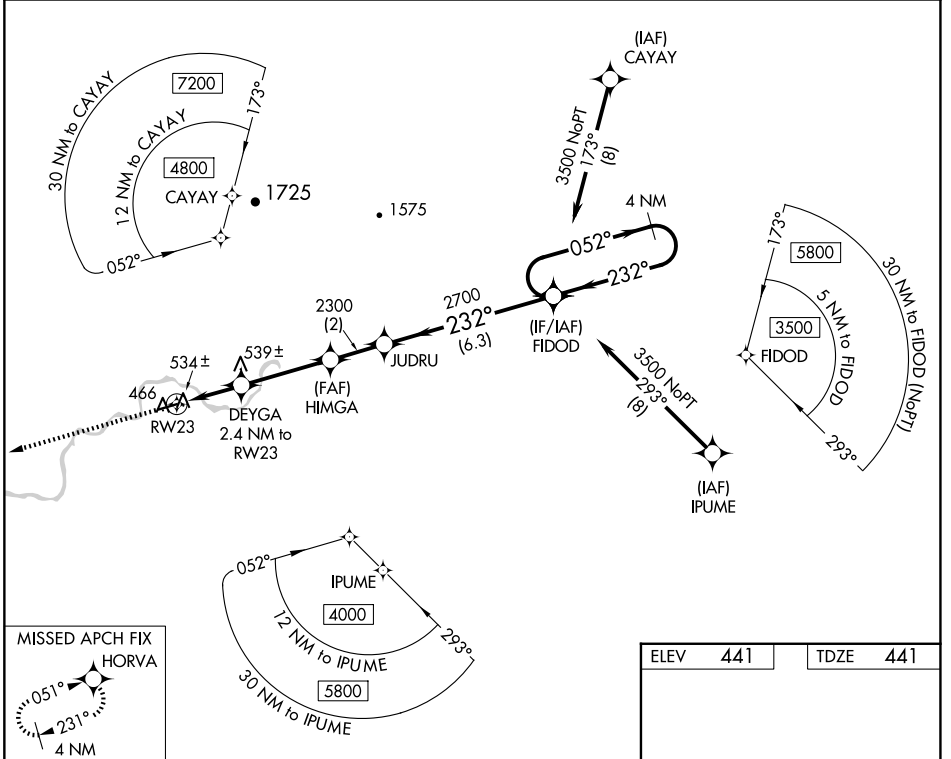 (IAF)
CAYAY
3500 NoPT
173°
(8)
30 NM to CAYAY
7200
173°
12 NM to CAYAY
4800
CAYAY
1725
052°
1575
4 NM
052°
232°
(IF/IAF)
FIDOD
2700
232°
(6.3)
2300
(2)
JUDRU
(FAF)
HIMGA
539±
534±
466
RW23
DEYGA
2.4 NM to
RW23
3500 NoPT
293°
(8)
(IAF)
IPUME
173°
5800
30 NM to FIDOD (NoPT)
5 NM to FIDOD
3500
FIDOD
293°
052°
IPUME
4000
12 NM to IPUME
293°
5800
30 NM to IPUME
MISSED APCH FIX
HORVA
051°
231°
4 NM
ELEV 441
TDZE 441